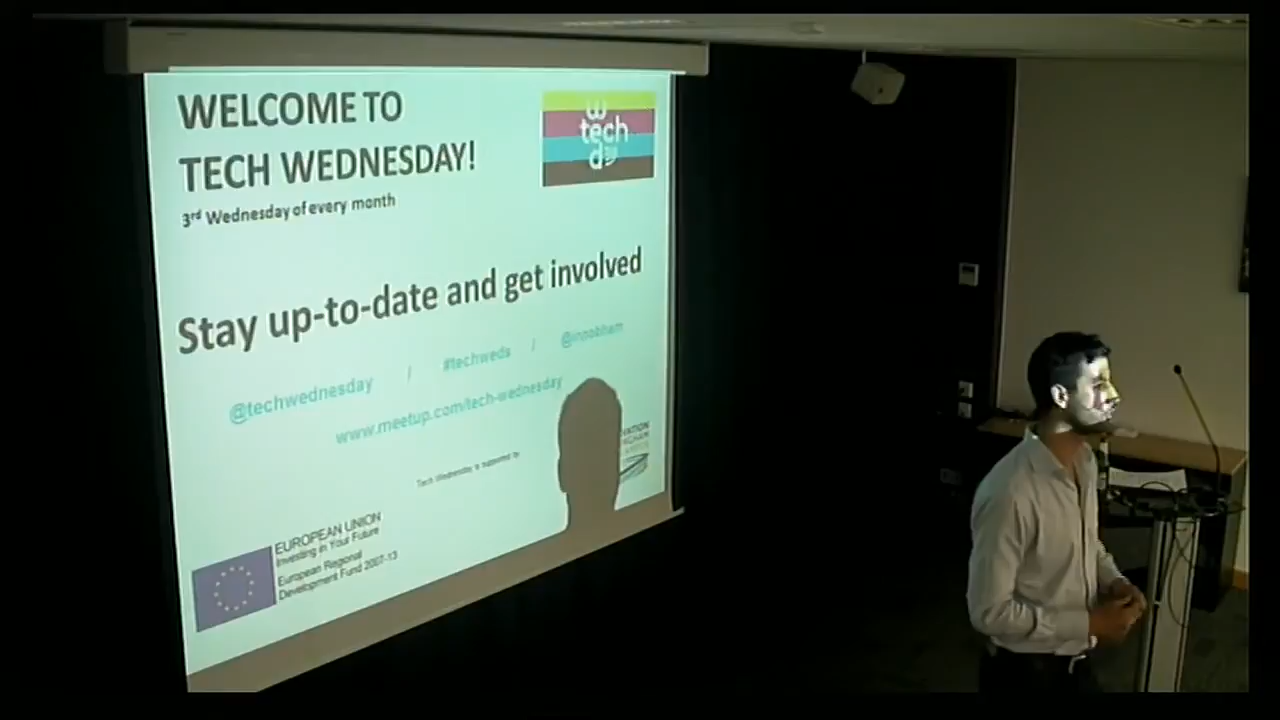 WELCOME TO
TECH WEDNESDAY!
3rd Wednesday of every month
w
tech
day
Stay up-to-date and get involved
@techwednesday / #techweds / @innobham
www.meetup.com/tech-wednesday
Tech Wednesday is supported by
EUROPEAN UNION
Investing in Your Future
European Regional
Development Fund 2007-13